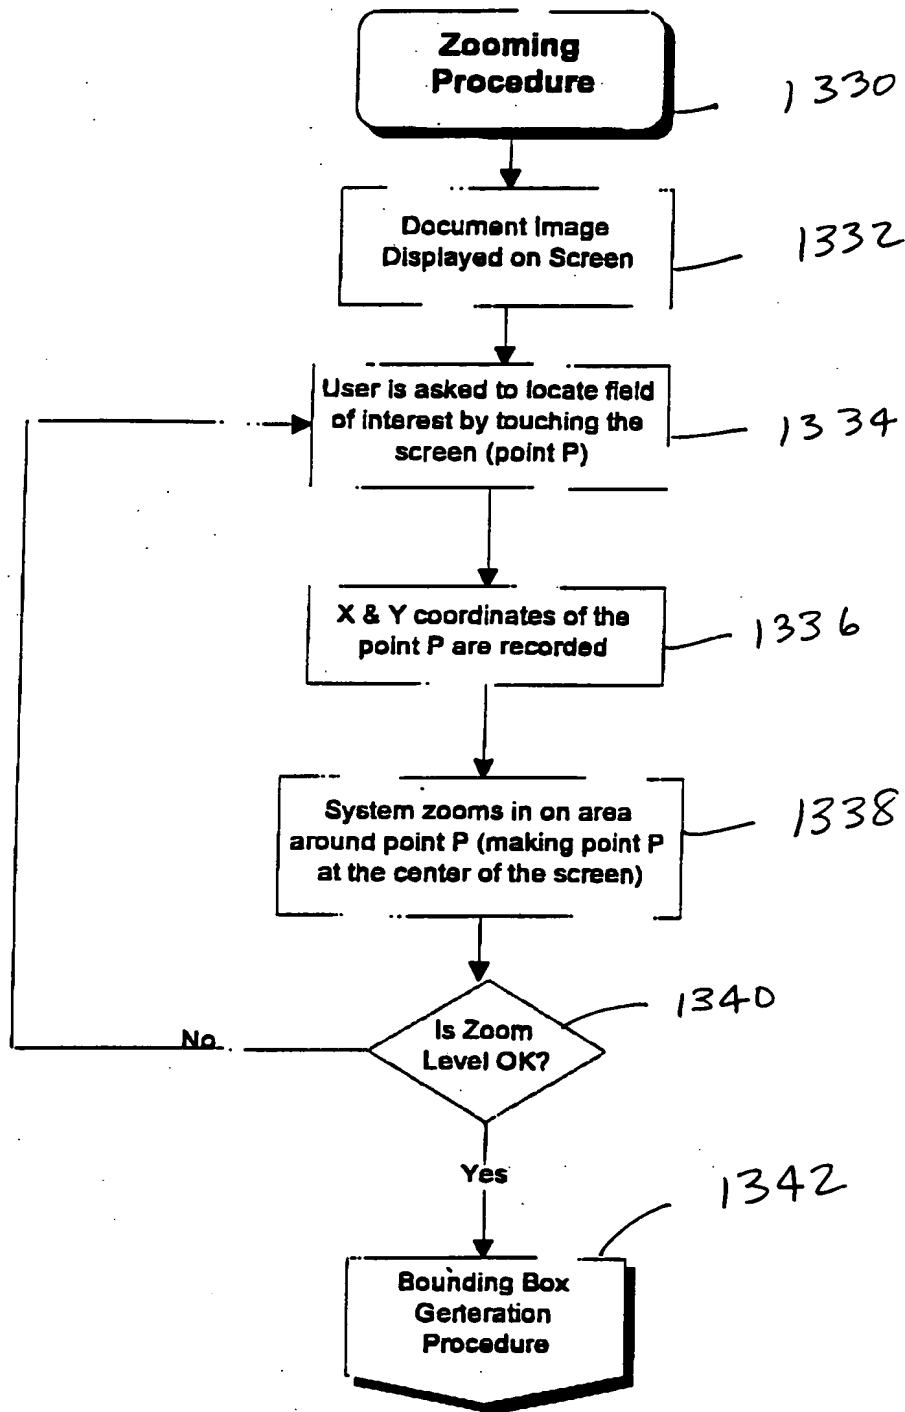 Zooming
Procedure
1330
Document Image
Displayed on Screen
1332
User is asked to locate field
of interest by touching the
screen (point P)
1334
X & Y coordinates of the
point P are recorded
1336
System zooms in on area
around point P (making point P
at the center of the screen)
1338
Is Zoom
Level OK?
1340
No
Yes
1342
Bounding Box
Generation
Procedure